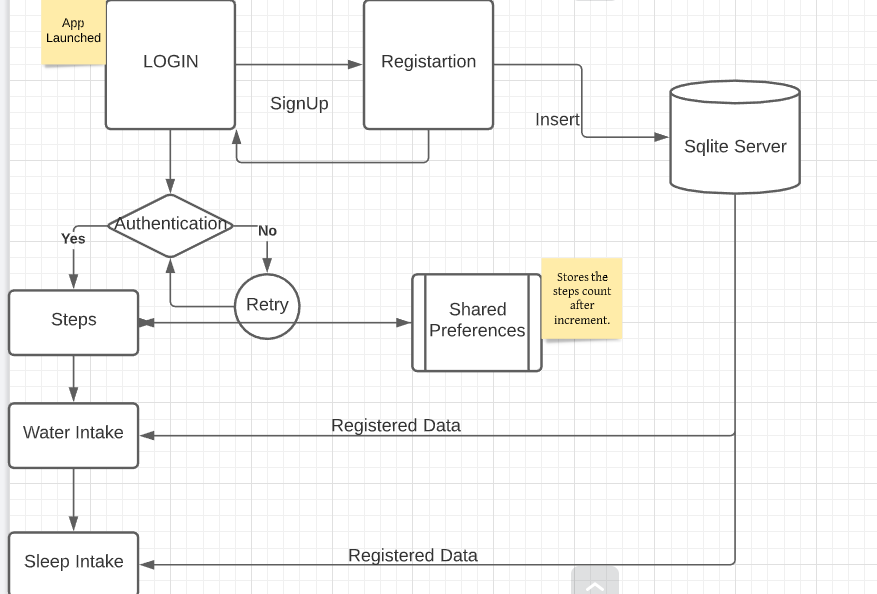 App
Launched
LOGIN
Registartion
SignUp
Insert
Sqlite Server
Authentication
Yes
No
Retry
Steps
Shared
Preferences
Stores the
steps count
after
increment.
Water Intake
Registered Data
Sleep Intake
Registered Data